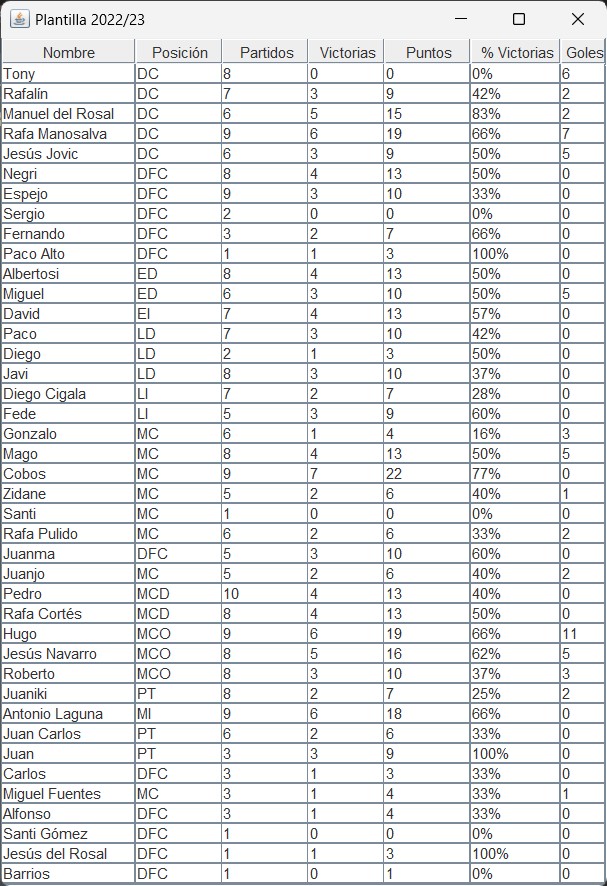 Plantilla 2022/23
Nombre Posición Partidos Victorias Puntos % Victorias Goles
Tony DC 8 0 0 0% 6
Rafalín DC 7 3 9 42% 2
Manuel del Rosal DC 6 5 15 83% 2
Rafa Manosalva DC 9 6 19 66% 7
Jesús Jovic DC 6 3 9 50% 5
Negri DFC 8 4 13 50% 0
Espejo DFC 9 3 10 33% 0
Sergio DFC 2 0 0 0% 0
Fernando DFC 3 2 7 66% 0
Paco Alto DFC 1 1 3 100% 0
Albertosi ED 8 4 13 50% 0
Miguel ED 6 3 10 50% 5
David EI 7 4 13 57% 0
Paco LD 7 3 10 42% 0
Diego LD 2 1 3 50% 0
Javi LD 8 3 10 37% 0
Diego Cigala LI 7 2 7 28% 0
Fede LI 5 3 9 60% 0
Gonzalo MC 6 1 4 16% 3
Mago MC 8 4 13 50% 5
Cobos MC 9 7 22 77% 0
Zidane MC 5 2 6 40% 1
Santi MC 1 0 0 0% 0
Rafa Pulido MC 6 2 6 33% 2
Juanma DFC 5 3 10 60% 0
Juanjo MC 5 2 6 40% 2
Pedro MCD 10 4 13 40% 0
Rafa Cortés MCD 8 4 13 50% 0
Hugo MCO 9 6 19 66% 11
Jesús Navarro MCO 8 5 16 62% 5
Roberto MCO 8 3 10 37% 3
Juaniki PT 8 2 7 25% 2
Antonio Laguna MI 9 6 18 66% 0
Juan Carlos PT 6 2 6 33% 0
Juan PT 3 3 9 100% 0
Carlos DFC 3 1 3 33% 0
Miguel Fuentes MC 3 1 4 33% 1
Alfonso DFC 3 1 4 33% 0
Santi Gómez DFC 1 0 0 0% 0
Jesús del Rosal DFC 1 1 3 100% 0
Barrios DFC 1 0 1 0% 0